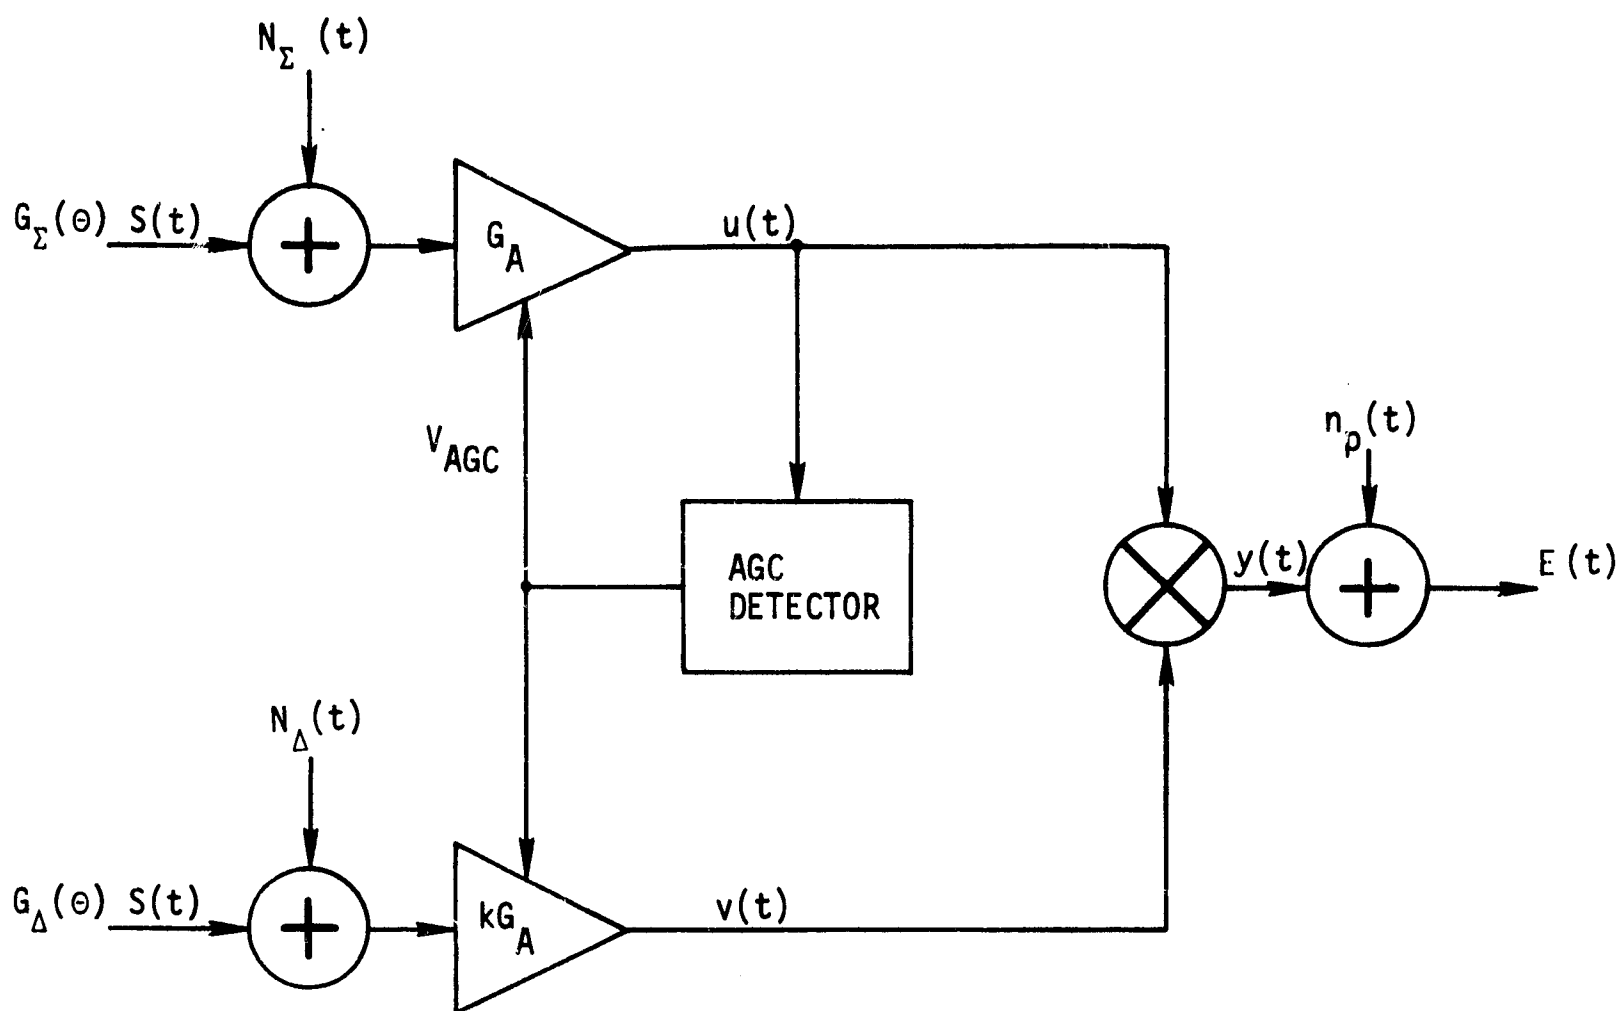 N_Σ (t)
G_Σ(Θ) S(t)
G_A
u(t)
V_AGC
n_ρ(t)
AGC
DETECTOR
y(t)
E(t)
N_Δ(t)
G_Δ(Θ) S(t)
kG_A
v(t)